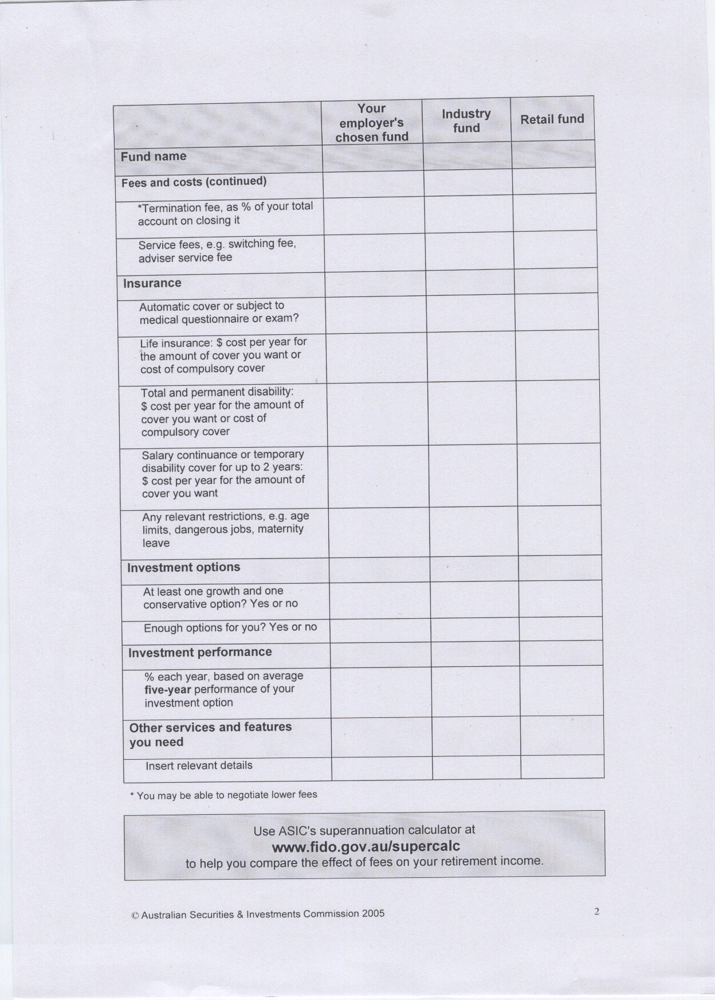 Your
employer's
chosen fund
Industry
fund
Retail fund
Fund name
Fees and costs (continued)
*Termination fee, as % of your total
account on closing it
Service fees, e.g. switching fee,
adviser service fee
Insurance
Automatic cover or subject to
medical questionnaire or exam?
Life insurance: $ cost per year for
the amount of cover you want or
cost of compulsory cover
Total and permanent disability:
$ cost per year for the amount of
cover you want or cost of
compulsory cover
Salary continuance or temporary
disability cover for up to 2 years:
$ cost per year for the amount of
cover you want
Any relevant restrictions, e.g. age
limits, dangerous jobs, maternity
leave
Investment options
At least one growth and one
conservative option? Yes or no
Enough options for you? Yes or no
Investment performance
% each year, based on average
five-year performance of your
investment option
Other services and features
you need
Insert relevant details
* You may be able to negotiate lower fees
Use ASIC's superannuation calculator at
www.fido.gov.au/supercalc
to help you compare the effect of fees on your retirement income.
© Australian Securities & Investments Commission 2005
2